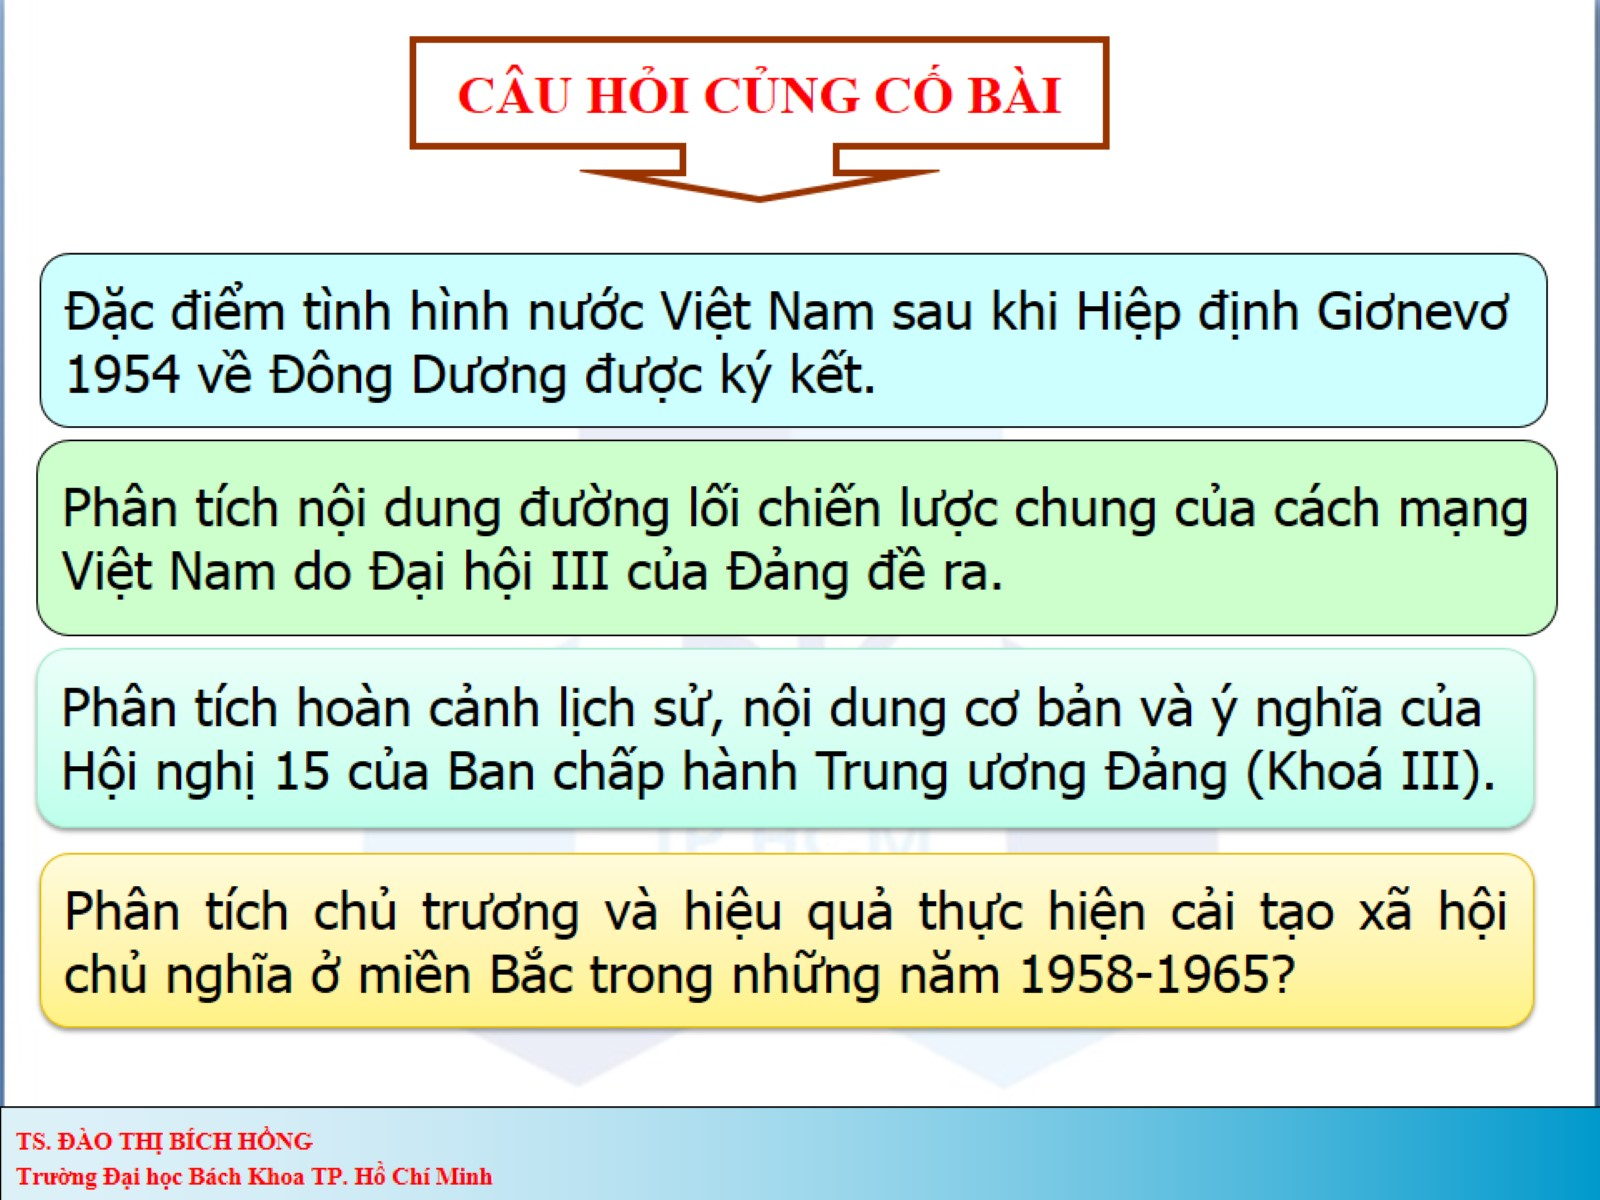 CÂU HỎI CỦNG CỐ BÀI
Đặc điểm tình hình nước Việt Nam sau khi Hiệp định Giơnevơ
1954 về Đông Dương được ký kết.
Phân tích nội dung đường lối chiến lược chung của cách mạng
Việt Nam do Đại hội III của Đảng đề ra.
Phân tích hoàn cảnh lịch sử, nội dung cơ bản và ý nghĩa của
Hội nghị 15 của Ban chấp hành Trung ương Đảng (Khoá III).
TP.HCM
Phân tích chủ trương và hiệu quả thực hiện cải tạo xã hội
chủ nghĩa ở miền Bắc trong những năm 1958-1965?
TS. ĐÀO THỊ BÍCH HỒNG
Trường Đại học Bách Khoa TP. Hồ Chí Minh